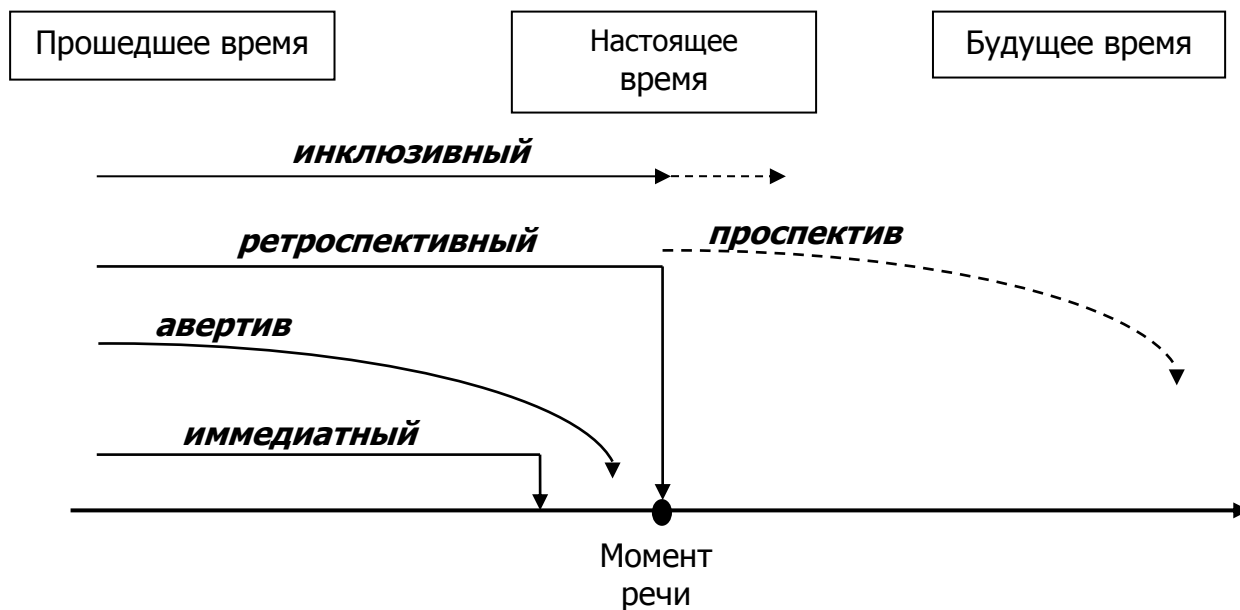 Прошедшее время
Настоящее
время
Будущее время
инклюзивный
ретроспективный
проспектив
авертив
иммедиатный
Момент
речи